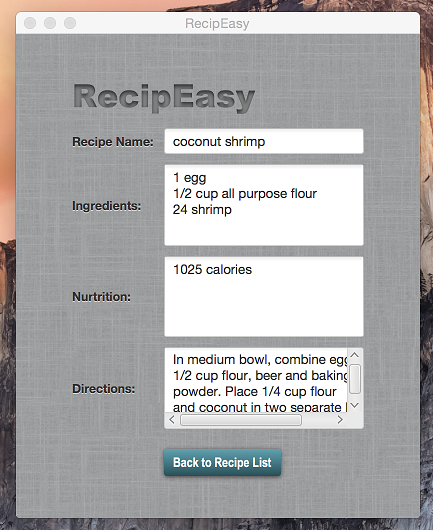 RecipEasy
RecipEasy
Recipe Name: coconut shrimp
Ingredients:
1 egg
1/2 cup all purpose flour
24 shrimp
Nurtrition:
1025 calories
Directions:
In medium bowl, combine egg
1/2 cup flour, beer and baking
powder. Place 1/4 cup flour
and coconut in two separate
Back to Recipe List